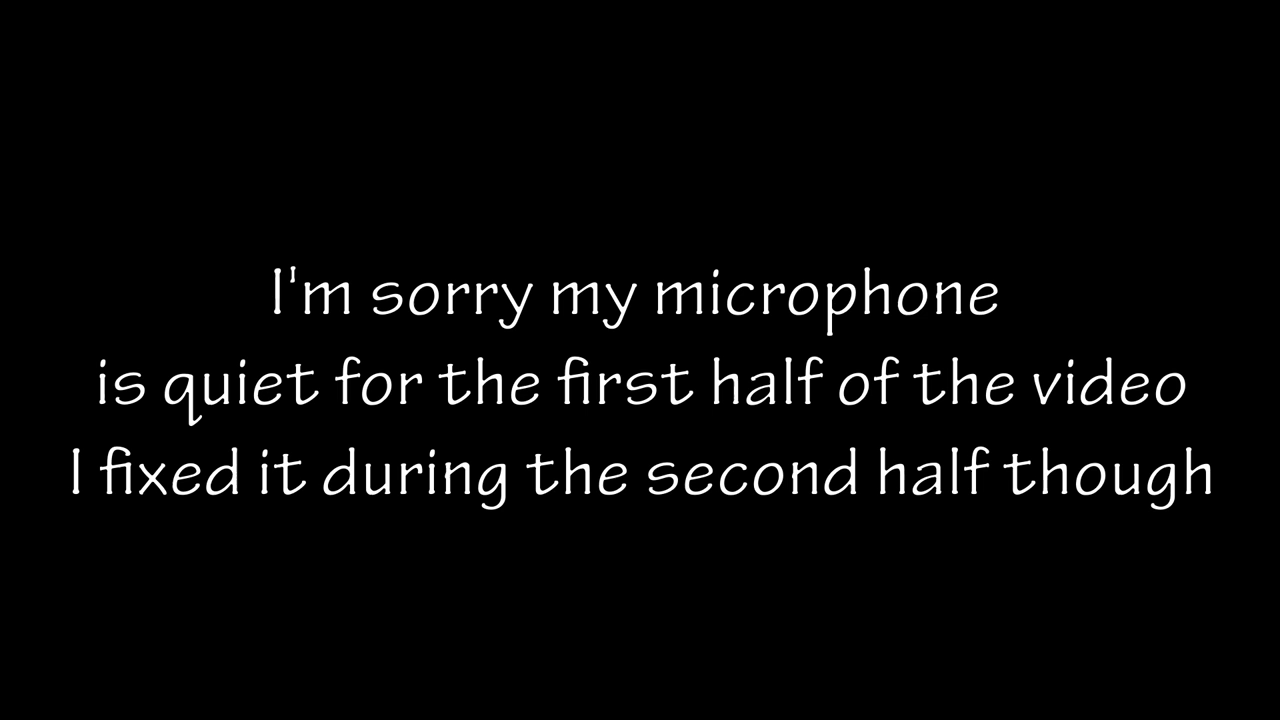 I'm sorry my microphone
is quiet for the first half of the video
I fixed it during the second half though